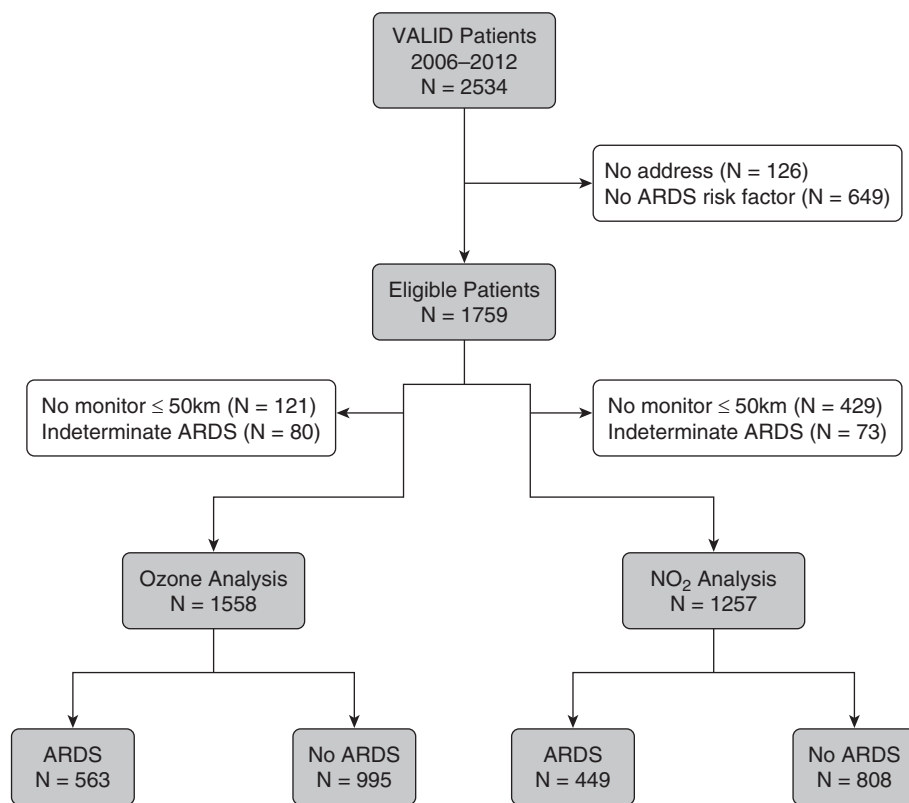 VALID Patients
2006–2012
N = 2534
No address (N = 126)
No ARDS risk factor (N = 649)
Eligible Patients
N = 1759
No monitor ≤ 50km (N = 121)
Indeterminate ARDS (N = 80)
No monitor ≤ 50km (N = 429)
Indeterminate ARDS (N = 73)
Ozone Analysis
N = 1558
NO₂ Analysis
N = 1257
ARDS
N = 563
No ARDS
N = 995
ARDS
N = 449
No ARDS
N = 808